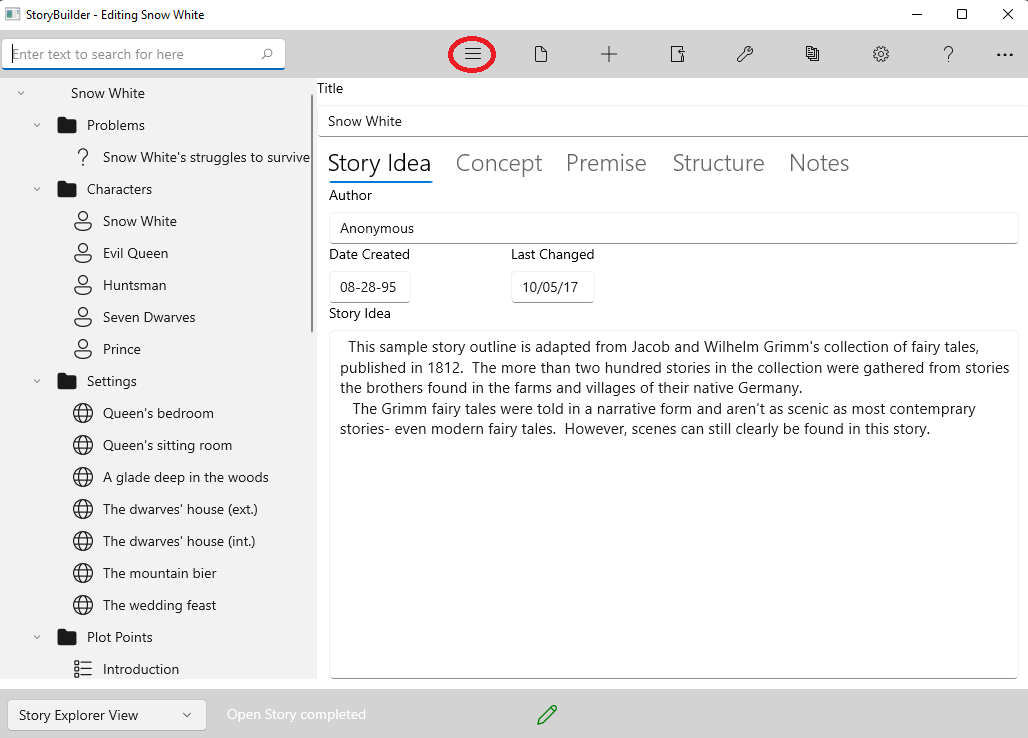 StoryBuilder - Editing Snow White
Enter text to search for here
Snow White
Problems
Snow White's struggles to survive
Characters
Snow White
Evil Queen
Huntsman
Seven Dwarves
Prince
Settings
Queen's bedroom
Queen's sitting room
A glade deep in the woods
The dwarves' house (ext.)
The dwarves' house (int.)
The mountain bier
The wedding feast
Plot Points
Introduction
Title
Snow White
Story Idea Concept Premise Structure Notes
Author
Anonymous
Date Created Last Changed
08-28-95 10/05/17
Story Idea
This sample story outline is adapted from Jacob and Wilhelm Grimm's collection of fairy tales,
published in 1812. The more than two hundred stories in the collection were gathered from stories
the brothers found in the farms and villages of their native Germany.
The Grimm fairy tales were told in a narrative form and aren't as scenic as most contemprary
stories- even modern fairy tales. However, scenes can still clearly be found in this story.
Story Explorer View
Open Story completed